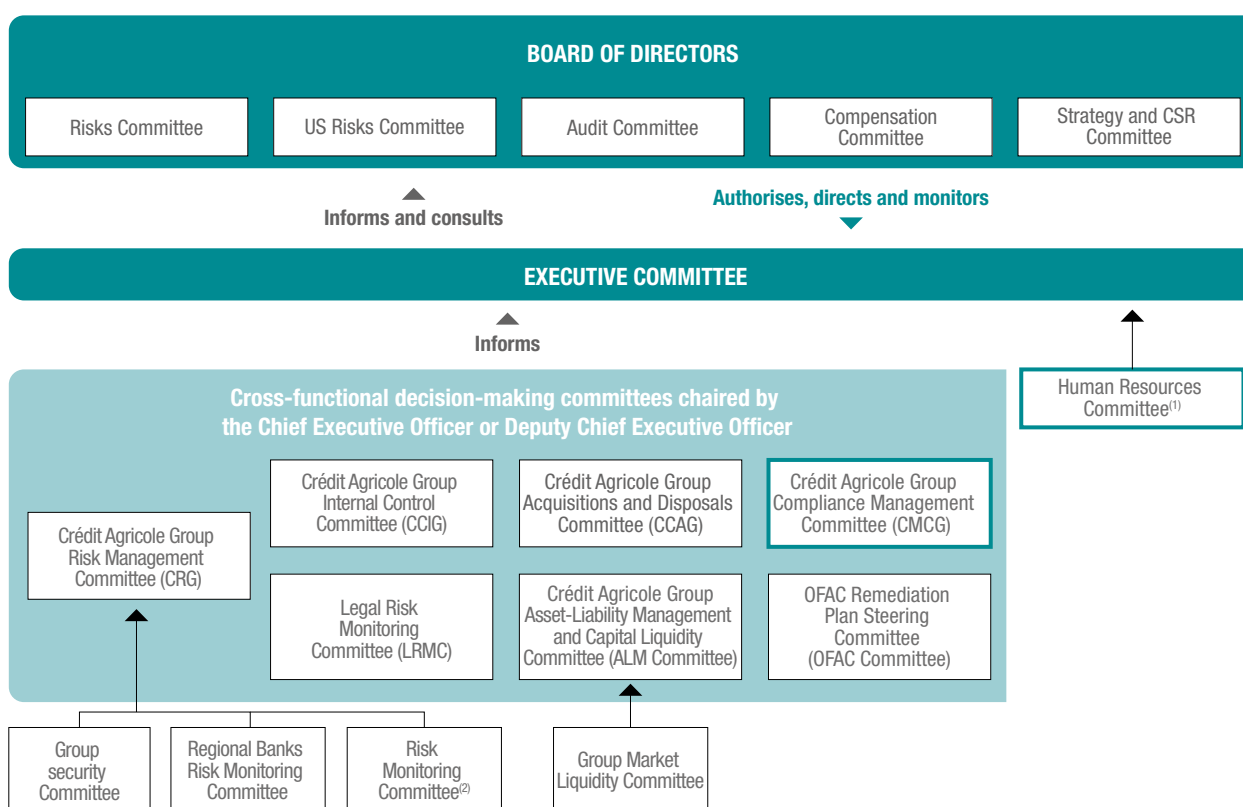 BOARD OF DIRECTORS
Risks Committee
US Risks Committee
Audit Committee
Compensation
Committee
Strategy and CSR
Committee
Informs and consults
Authorises, directs and monitors
EXECUTIVE COMMITTEE
Informs
Human Resources
Committee(1)
Cross-functional decision-making committees chaired by
the Chief Executive Officer or Deputy Chief Executive Officer
Crédit Agricole Group
Risk Management
Committee (CRG)
Crédit Agricole Group
Internal Control
Committee (CCIG)
Crédit Agricole Group
Acquisitions and Disposals
Committee (CCAG)
Crédit Agricole Group
Compliance Management
Committee (CMCG)
Legal Risk
Monitoring
Committee (LRMC)
Crédit Agricole Group
Asset-Liability Management
and Capital Liquidity
Committee (ALM Committee)
OFAC Remediation
Plan Steering
Committee
(OFAC Committee)
Group
security
Committee
Regional Banks
Risk Monitoring
Committee
Risk
Monitoring
Committee(2)
Group Market
Liquidity Committee